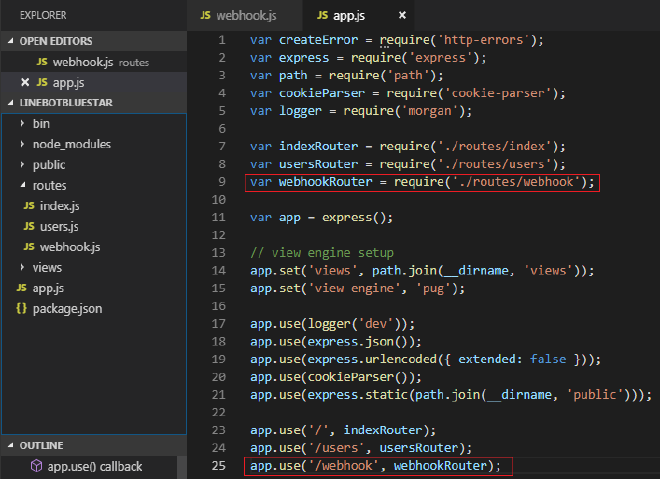 EXPLORER
OPEN EDITORS
JS webhook.js routes
JS app.js
LINEBOTBLUESTAR
bin
node_modules
public
routes
JS index.js
JS users.js
JS webhook.js
views
JS app.js
{} package.json
OUTLINE
app.use() callback
JS webhook.js JS app.js
1 var createError = require('http-errors');
2 var express = require('express');
3 var path = require('path');
4 var cookieParser = require('cookie-parser');
5 var logger = require('morgan');
6
7 var indexRouter = require('./routes/index');
8 var usersRouter = require('./routes/users');
9 var webhookRouter = require('./routes/webhook');
10
11 var app = express();
12
13 // view engine setup
14 app.set('views', path.join(__dirname, 'views'));
15 app.set('view engine', 'pug');
16
17 app.use(logger('dev'));
18 app.use(express.json());
19 app.use(express.urlencoded({ extended: false }));
20 app.use(cookieParser());
21 app.use(express.static(path.join(__dirname, 'public')));
22
23 app.use('/', indexRouter);
24 app.use('/users', usersRouter);
25 app.use('/webhook', webhookRouter);